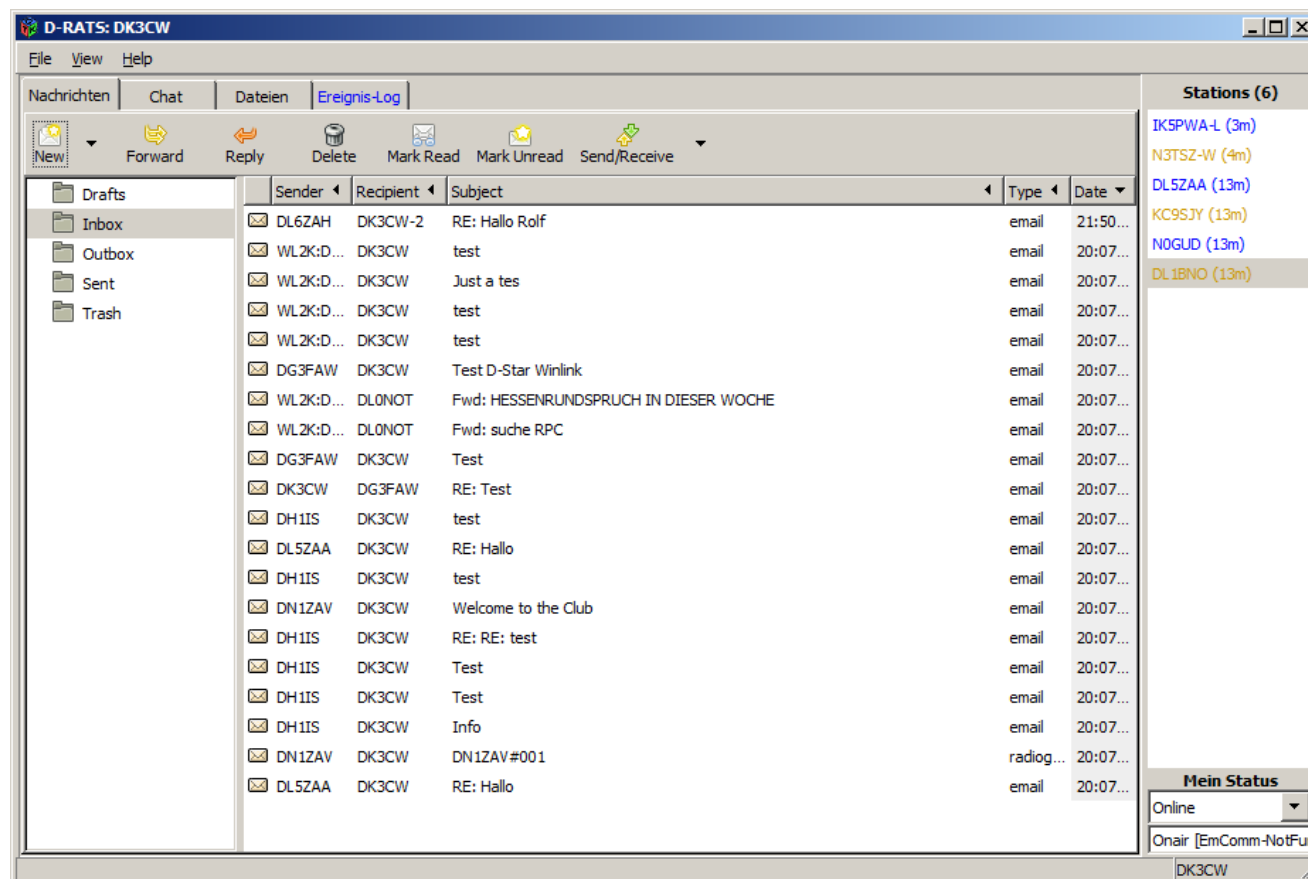 D-RATS: DK3CW
File View Help
Nachrichten Chat Dateien Ereignis-Log
New Forward Reply Delete Mark Read Mark Unread Send/Receive
Drafts
Inbox
Outbox
Sent
Trash
Sender Recipient Subject Type Date
DL6ZAH DK3CW-2 RE: Hallo Rolf email 21:50...
WL2K:D... DK3CW test email 20:07...
WL2K:D... DK3CW Just a tes email 20:07...
WL2K:D... DK3CW test email 20:07...
WL2K:D... DK3CW test email 20:07...
DG3FAW DK3CW Test D-Star Winlink email 20:07...
WL2K:D... DL0NOT Fwd: HESSENRUNDSPRUCH IN DIESER WOCHE email 20:07...
WL2K:D... DL0NOT Fwd: suche RPC email 20:07...
DG3FAW DK3CW Test email 20:07...
DK3CW DG3FAW RE: Test email 20:07...
DH1IS DK3CW test email 20:07...
DL5ZAA DK3CW RE: Hallo email 20:07...
DH1IS DK3CW test email 20:07...
DN1ZAV DK3CW Welcome to the Club email 20:07...
DH1IS DK3CW RE: RE: test email 20:07...
DH1IS DK3CW Test email 20:07...
DH1IS DK3CW Test email 20:07...
DH1IS DK3CW Info email 20:07...
DN1ZAV DK3CW DN1ZAV#001 radiog... 20:07...
DL5ZAA DK3CW RE: Hallo email 20:07...
Stations (6)
IK5PWA-L (3m)
N3TSZ-W (4m)
DL5ZAA (13m)
KC9SJY (13m)
N0GUD (13m)
DL1BNO (13m)
Mein Status
Online
Onair [EmComm-NotFu
DK3CW